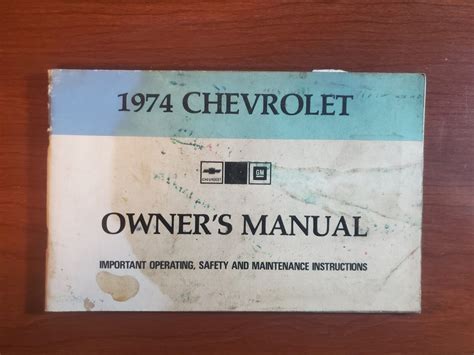 1974 CHEVROLET
CHEVROLET GM
OWNER'S MANUAL
IMPORTANT OPERATING, SAFETY AND MAINTENANCE INSTRUCTIONS